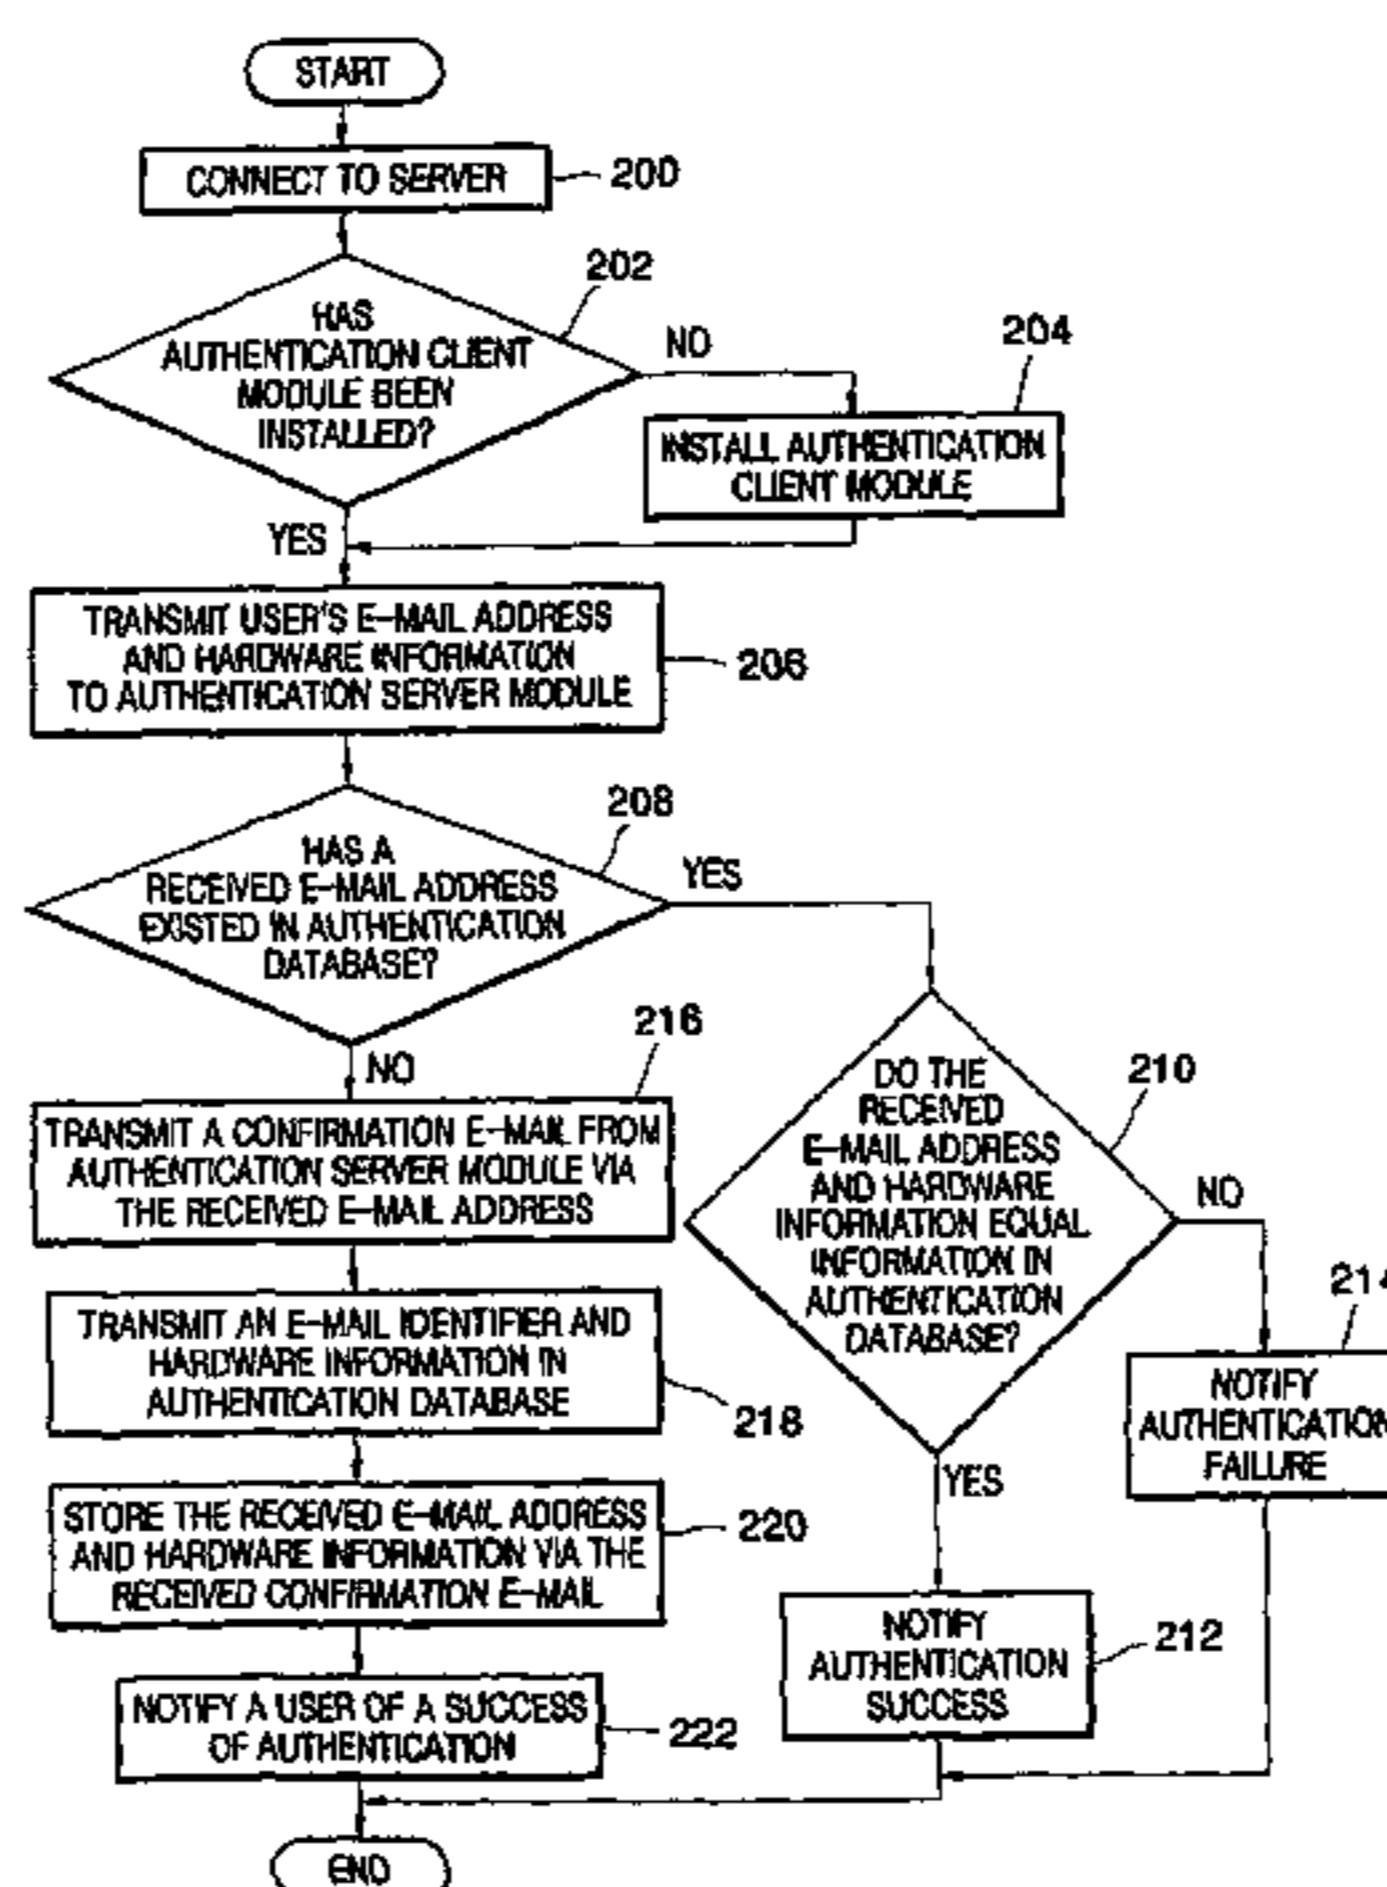 START
CONNECT TO SERVER
200
202
HAS
AUTHENTICATION CLIENT
MODULE BEEN
INSTALLED?
NO
204
INSTALL AUTHENTICATION
CLIENT MODULE
YES
TRANSMIT USER'S E-MAIL ADDRESS
AND HARDWARE INFORMATION
TO AUTHENTICATION SERVER MODULE
206
208
HAS A
RECEIVED E-MAIL ADDRESS
EXISTED IN AUTHENTICATION
DATABASE?
YES
NO
216
TRANSMIT A CONFIRMATION E-MAIL FROM
AUTHENTICATION SERVER MODULE VIA
THE RECEIVED E-MAIL ADDRESS
210
DO THE
RECEIVED
E-MAIL ADDRESS
AND HARDWARE
INFORMATION EQUAL
INFORMATION IN
AUTHENTICATION
DATABASE?
NO
214
NOTIFY
AUTHENTICATION
FAILURE
TRANSMIT AN E-MAIL IDENTIFIER AND
HARDWARE INFORMATION IN
AUTHENTICATION DATABASE
218
YES
STORE THE RECEIVED E-MAIL ADDRESS
AND HARDWARE INFORMATION VIA THE
RECEIVED CONFIRMATION E-MAIL
220
NOTIFY
AUTHENTICATION
SUCCESS
212
NOTIFY A USER OF A SUCCESS
OF AUTHENTICATION
222
END